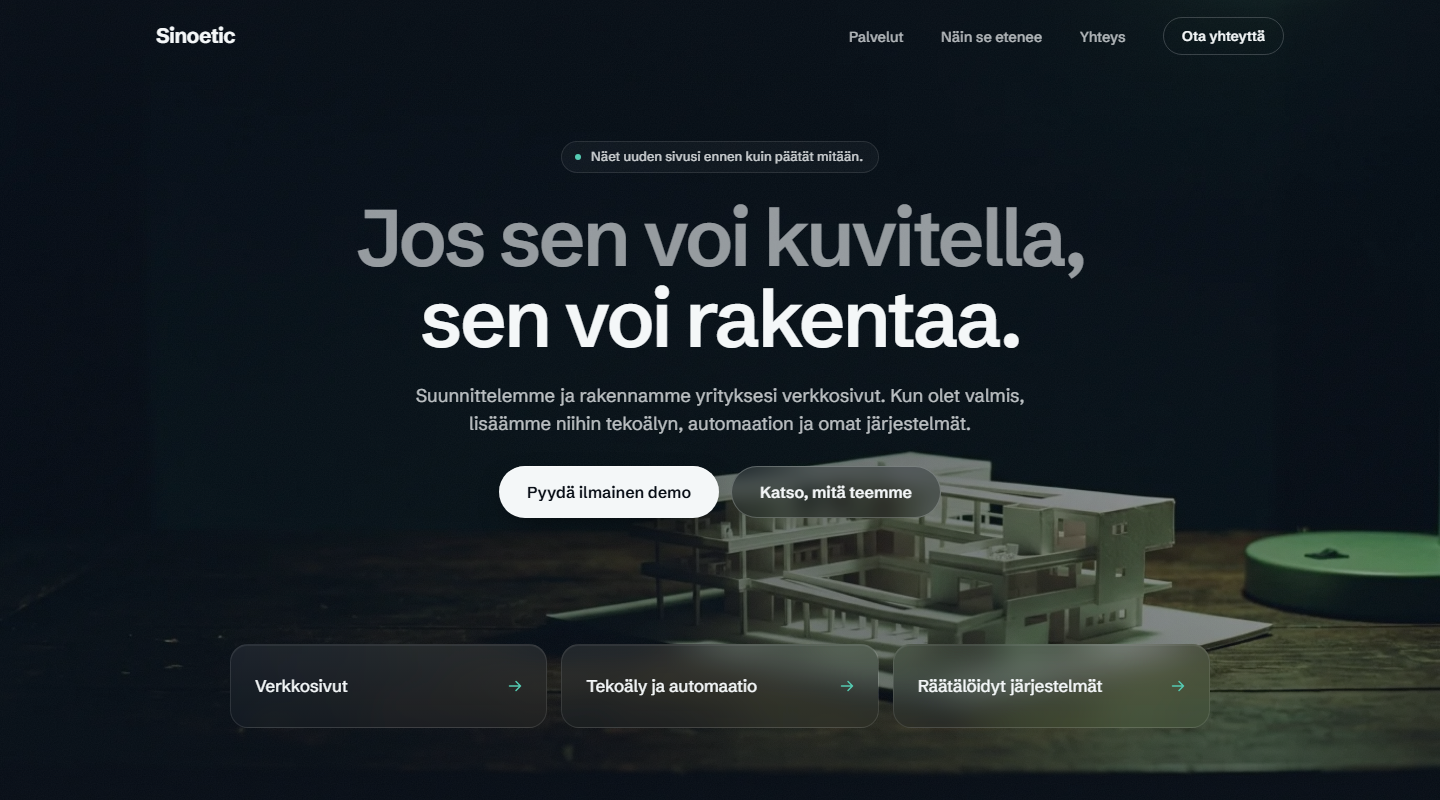 Sinoetic
Palvelut
Näin se etenee
Yhteys
Ota yhteyttä
Näet uuden sivusi ennen kuin päätät mitään.
Jos sen voi kuvitella,
sen voi rakentaa.
Suunnittelemme ja rakennamme yrityksesi verkkosivut. Kun olet valmis,
lisäämme niihin tekoälyn, automaation ja omat järjestelmät.
Pyydä ilmainen demo
Katso, mitä teemme
Verkkosivut →
Tekoäly ja automaatio →
Räätälöidyt järjestelmät →